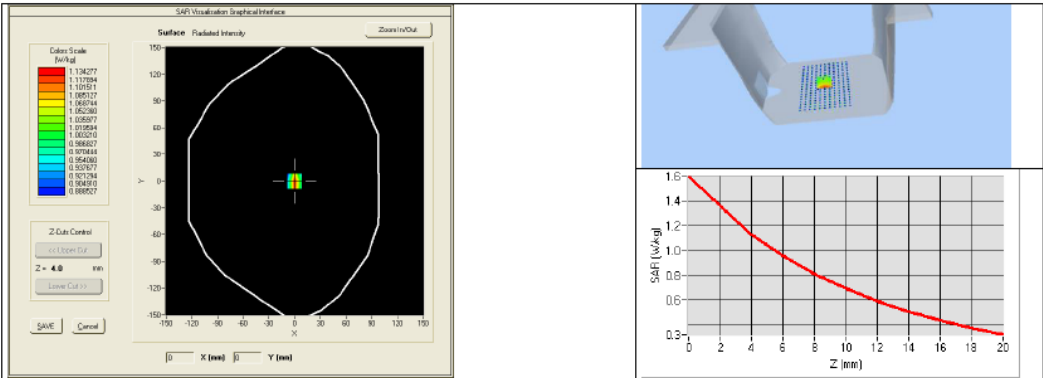 SAR Visualisation Graphical Interface
Surface Radiated Intensity
Zoom In/Out
Colors Scale
(W/kg)
1.134277
1.117894
1.101511
1.085127
1.068744
1.052360
1.035977
1.019594
1.003210
0.986827
0.970444
0.954060
0.937677
0.921294
0.904910
0.888527
Z-Cuts Control
<< Upper Cut
Z = 4.0 mm
Lower Cut >>
SAVE Cancel
150
120
90
60
30
0
-30
-60
-90
-120
-150
Y
-150 -120 -90 -60 -30 0 30 60 90 120 150
X
0 X (mm) 0 Y (mm)
1.6
1.4
1.2
1.0
0.8
0.6
0.3
SAR (W/kg)
0 2 4 6 8 10 12 14 16 18 20
Z (mm)